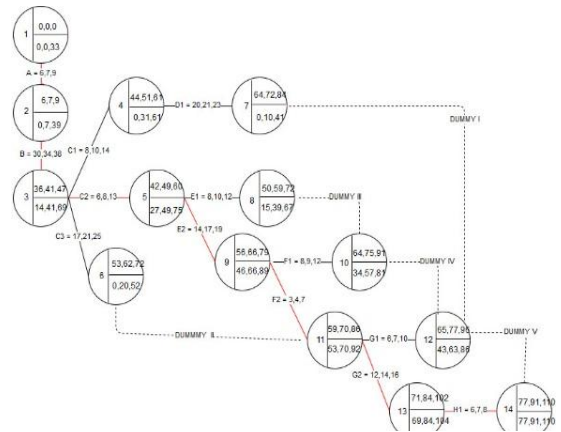 1
0,0,0
0,0,33
A = 6,7,9
2
6,7,9
0,7,39
B = 30,34,38
3
36,41,47
14,41,69
C1 = 8,10,14
4
44,51,61
0,31,61
D1 = 20,21,23
7
64,72,84
0,10,41
DUMMY I
C2 = 6,8,13
5
42,49,60
27,49,75
E1 = 8,10,12
8
50,59,72
15,39,67
DUMMY III
E2 = 14,17,19
C3 = 17,21,25
6
53,62,72
0,20,52
9
56,66,79
46,66,89
F1 = 8,9,12
10
64,75,91
34,57,81
DUMMY IV
F2 = 3,4,7
DUMMMY II
11
59,70,86
53,70,92
G1 = 6,7,10
12
65,77,96
43,63,86
DUMMY V
G2 = 12,14,16
13
71,84,102
69,84,104
H1 = 6,7,8
14
77,91,110
77,91,110